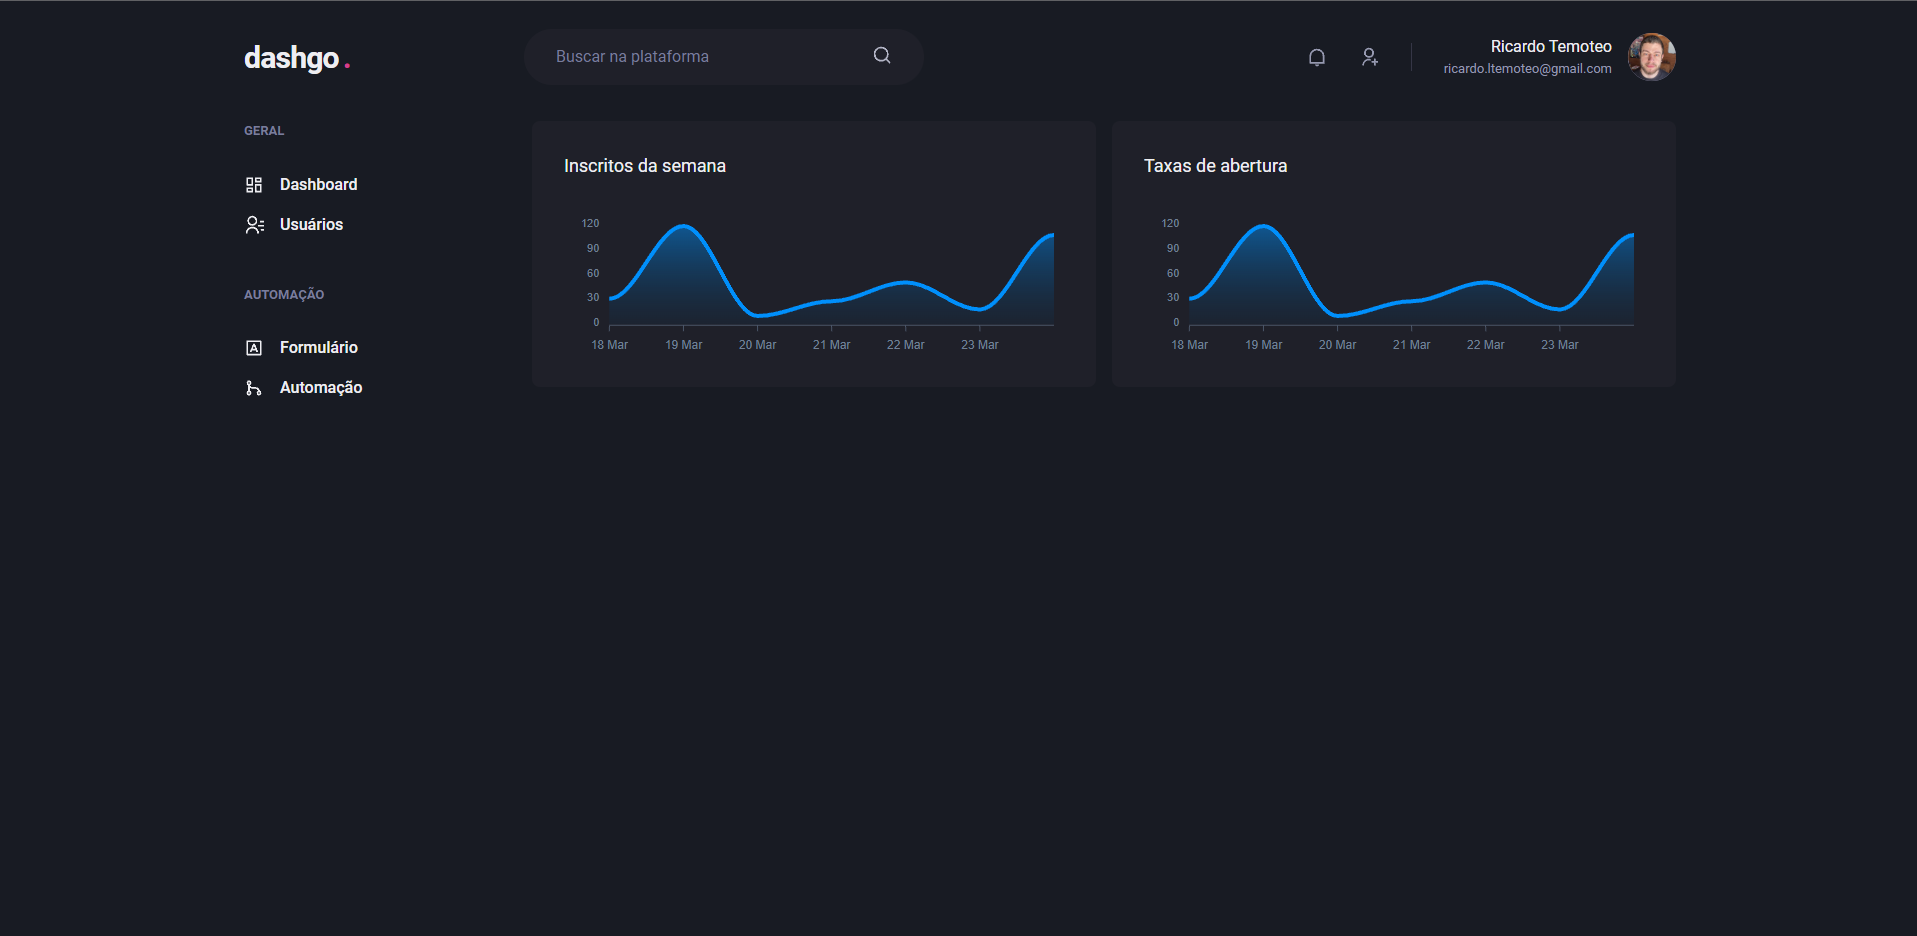 dashgo.
Buscar na plataforma
Ricardo Temoteo
ricardo.ltemoteo@gmail.com
GERAL
Dashboard
Usuários
AUTOMAÇÃO
Formulário
Automação
Inscritos da semana
120
90
60
30
0
18 Mar 19 Mar 20 Mar 21 Mar 22 Mar 23 Mar
Taxas de abertura
120
90
60
30
0
18 Mar 19 Mar 20 Mar 21 Mar 22 Mar 23 Mar